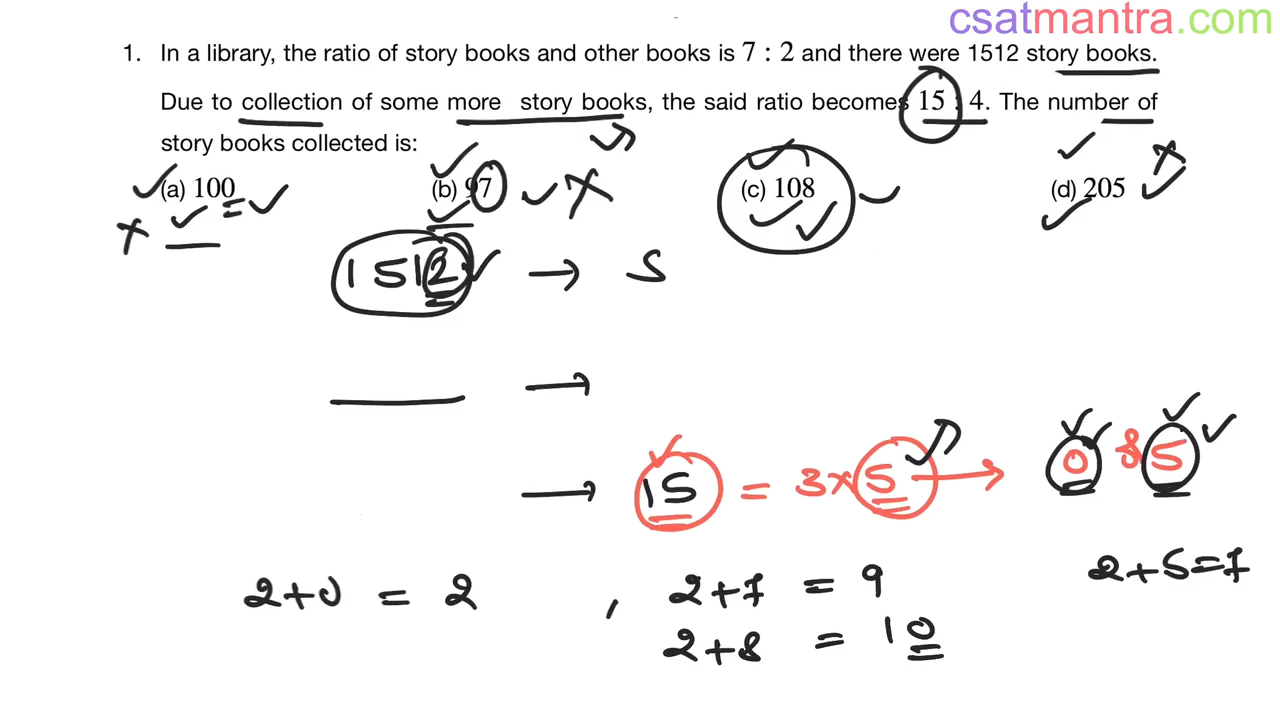 csatmantra.com
1. In a library, the ratio of story books and other books is 7 : 2 and there were 1512 story books.
Due to collection of some more story books, the said ratio becomes 15 : 4. The number of
story books collected is:
(a) 100 (b) 97 (c) 108 (d) 205
1512 → S
→
→ 15 = 3 × 5 → 0 & 5
2+5=7
2+0 = 2 , 2+7 = 9
2+8 = 10